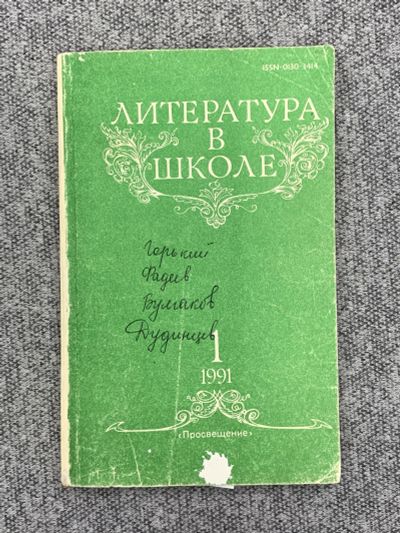 ISSN-0130-3414
ЛИТЕРАТУРА
В
ШКОЛЕ
Горький
Фадеев
Булгаков
Дудинцев
1
1991
«Просвещение»